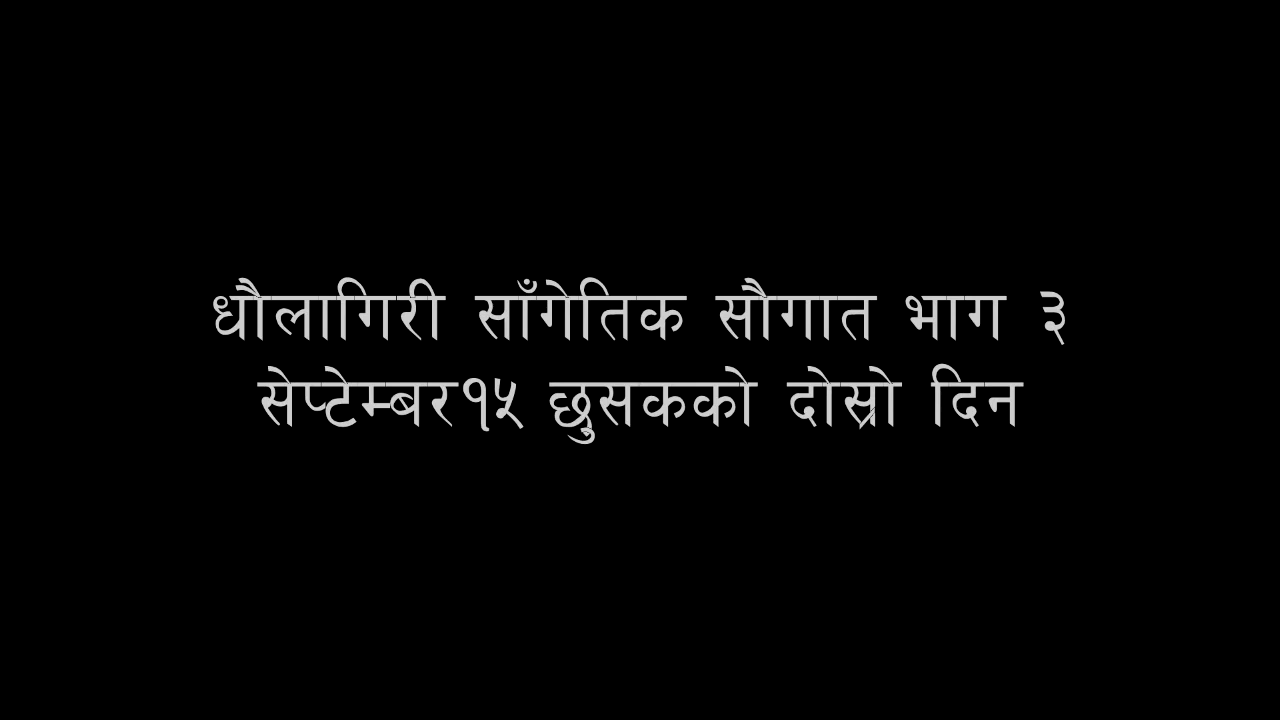 धौलागिरी साँगेतिक सौगात भाग ३
सेप्टेम्बर१५ छुसकको दोस्रो दिन